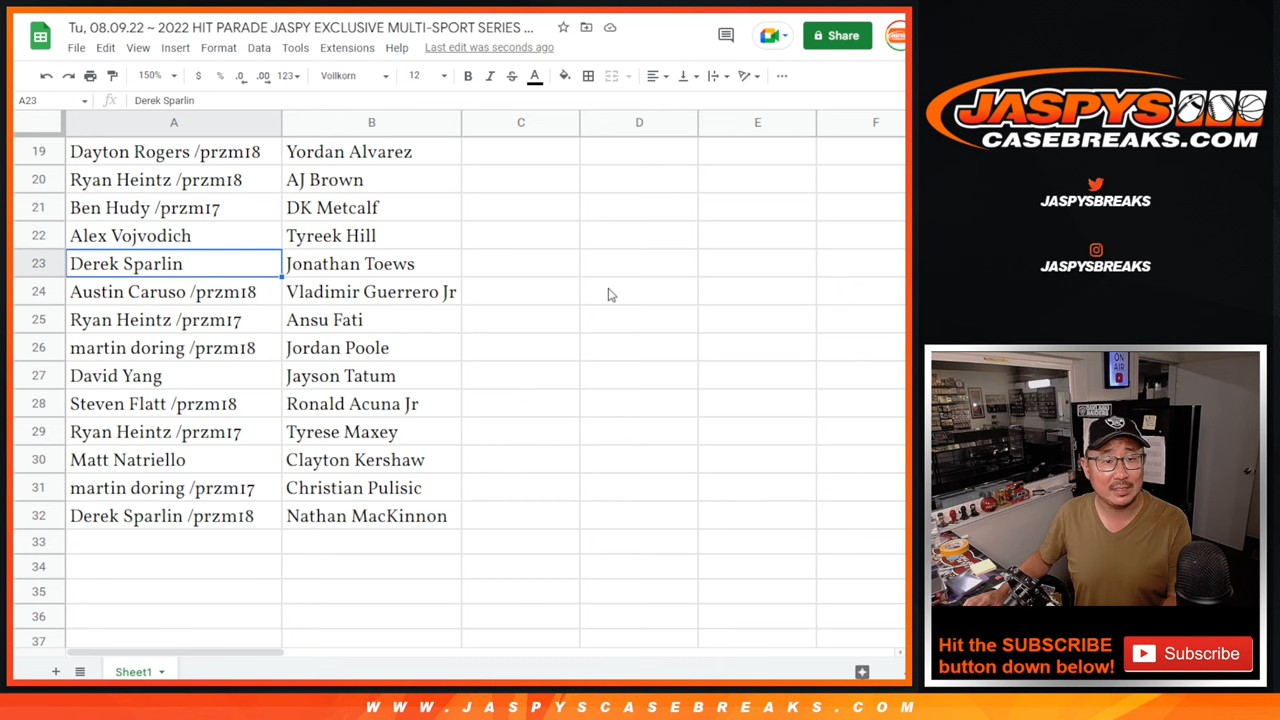 Tu, 08.09.22 ~ 2022 HIT PARADE JASPY EXCLUSIVE MULTI-SPORT SERIES ...
File Edit View Insert Format Data Tools Extensions Help Last edit was seconds ago
Share
150% $ % .0 .00 123 Vollkorn 12 B I S A
A23 fx Derek Sparlin
A B C D E F
19 Dayton Rogers /przm18 Yordan Alvarez
20 Ryan Heintz /przm18 AJ Brown
21 Ben Hudy /przm17 DK Metcalf
22 Alex Vojvodich Tyreek Hill
23 Derek Sparlin Jonathan Toews
24 Austin Caruso /przm18 Vladimir Guerrero Jr
25 Ryan Heintz /przm17 Ansu Fati
26 martin doring /przm18 Jordan Poole
27 David Yang Jayson Tatum
28 Steven Flatt /przm18 Ronald Acuna Jr
29 Ryan Heintz /przm17 Tyrese Maxey
30 Matt Natriello Clayton Kershaw
31 martin doring /przm17 Christian Pulisic
32 Derek Sparlin /przm18 Nathan MacKinnon
33
34
35
36
37
Sheet1
JASPYS
CASEBREAKS.COM
JASPYSBREAKS
JASPYSBREAKS
ON
AIR
OAKLAND
RAIDERS
Hit the SUBSCRIBE
button down below!
Subscribe
WWW.JASPYSCASEBREAKS.COM